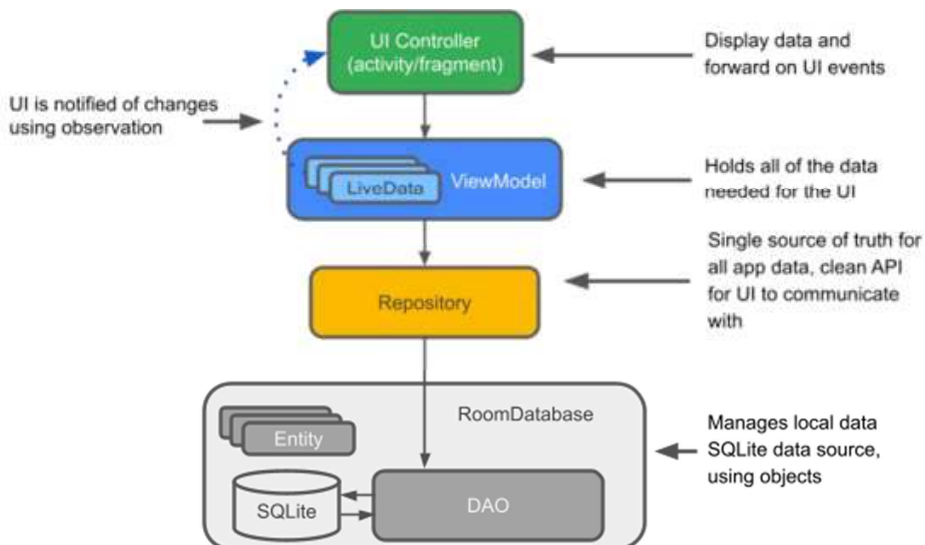 UI Controller
(activity/fragment)
Display data and
forward on UI events
UI is notified of changes
using observation
LiveData
ViewModel
Holds all of the data
needed for the UI
Repository
Single source of truth for
all app data, clean API
for UI to communicate
with
RoomDatabase
Entity
SQLite
DAO
Manages local data
SQLite data source,
using objects